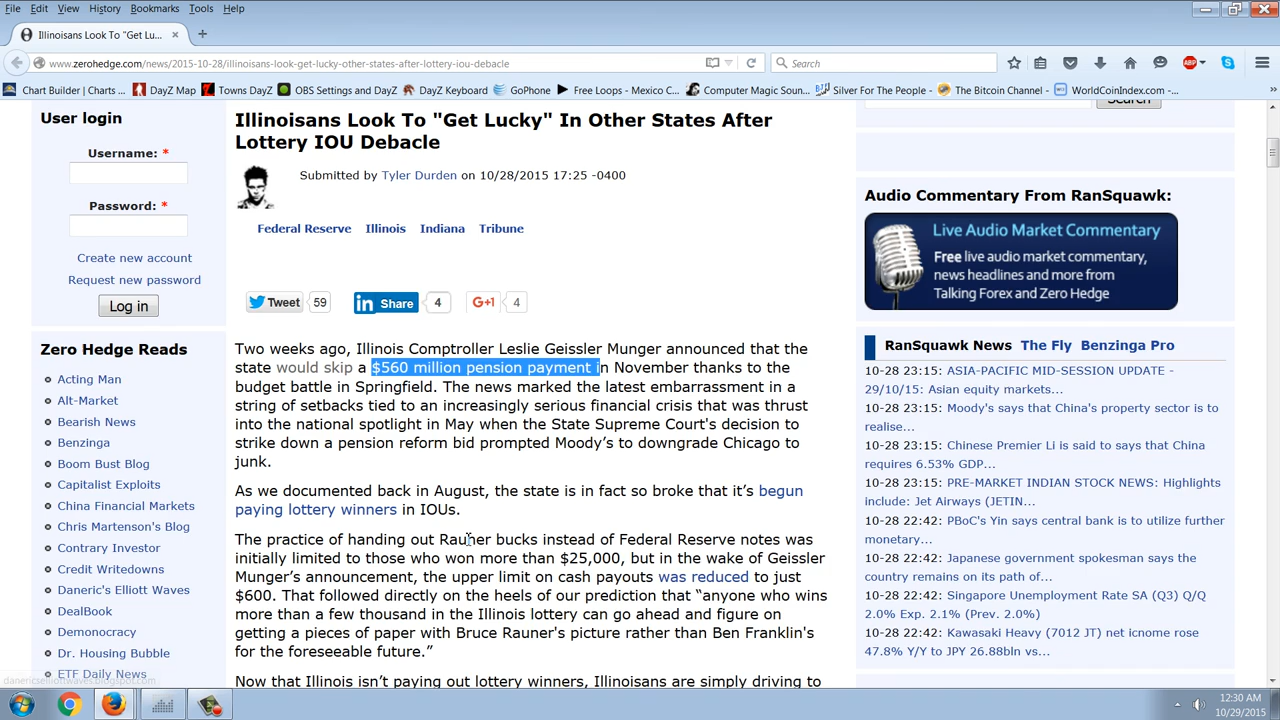 File Edit View History Bookmarks Tools Help
Illinoisans Look To "Get Lu... × +
www.zerohedge.com/news/2015-10-28/illinoisans-look-get-lucky-other-states-after-lottery-iou-debacle
Search
ABP
Chart Builder | Charts ... DayZ Map Towns DayZ OBS Settings and DayZ DayZ Keyboard GoPhone Free Loops - Mexico C... Computer Magic Soun... Silver For The People - ... The Bitcoin Channel - ... WorldCoinIndex.com -... »
User login
Username: *
Password: *
Create new account
Request new password
Log in
Zero Hedge Reads
Acting Man
Alt-Market
Bearish News
Benzinga
Boom Bust Blog
Capitalist Exploits
China Financial Markets
Chris Martenson's Blog
Contrary Investor
Credit Writedowns
Daneric's Elliott Waves
DealBook
Demonocracy
Dr. Housing Bubble
ETF Daily News
danericselliottwaves.blogspot.com
Illinoisans Look To "Get Lucky" In Other States After
Lottery IOU Debacle
Submitted by Tyler Durden on 10/28/2015 17:25 -0400
Federal Reserve Illinois Indiana Tribune
Tweet 59 in Share 4 G+1 4
Two weeks ago, Illinois Comptroller Leslie Geissler Munger announced that the
state would skip a $560 million pension payment in November thanks to the
budget battle in Springfield. The news marked the latest embarrassment in a
string of setbacks tied to an increasingly serious financial crisis that was thrust
into the national spotlight in May when the State Supreme Court's decision to
strike down a pension reform bid prompted Moody’s to downgrade Chicago to
junk.
As we documented back in August, the state is in fact so broke that it’s begun
paying lottery winners in IOUs.
The practice of handing out Rauner bucks instead of Federal Reserve notes was
initially limited to those who won more than $25,000, but in the wake of Geissler
Munger’s announcement, the upper limit on cash payouts was reduced to just
$600. That followed directly on the heels of our prediction that “anyone who wins
more than a few thousand in the Illinois lottery can go ahead and figure on
getting a pieces of paper with Bruce Rauner's picture rather than Ben Franklin's
for the foreseeable future.”
Now that Illinois isn’t paying out lottery winners, Illinoisans are simply driving to
Search
Audio Commentary From RanSquawk:
Live Audio Market Commentary
Free live audio market commentary,
news headlines and more from
Talking Forex and Zero Hedge
RanSquawk News The Fly Benzinga Pro
10-28 23:15: ASIA-PACIFIC MID-SESSION UPDATE -
29/10/15: Asian equity markets...
10-28 23:15: Moody's says that China's property sector is to
realise...
10-28 23:15: Chinese Premier Li is said to says that China
requires 6.53% GDP...
10-28 23:15: PRE-MARKET INDIAN STOCK NEWS: Highlights
include: Jet Airways (JETIN...
10-28 22:42: PBoC's Yin says central bank is to utilize further
monetary...
10-28 22:42: Japanese government spokesman says the
country remains on its path of...
10-28 22:42: Singapore Unemployment Rate SA (Q3) Q/Q
2.0% Exp. 2.1% (Prev. 2.0%)
10-28 22:42: Kawasaki Heavy (7012 JT) net icnome rose
47.8% Y/Y to JPY 26.88bln vs...
12:30 AM
10/29/2015